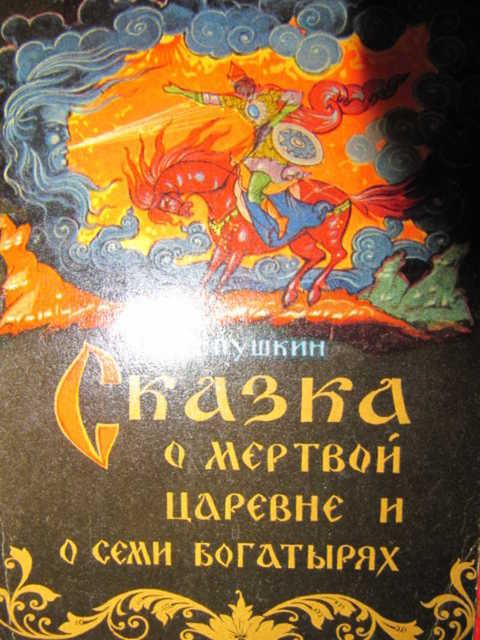 Пушкин
Сказка
о мертвой
царевне и
о семи богатырях